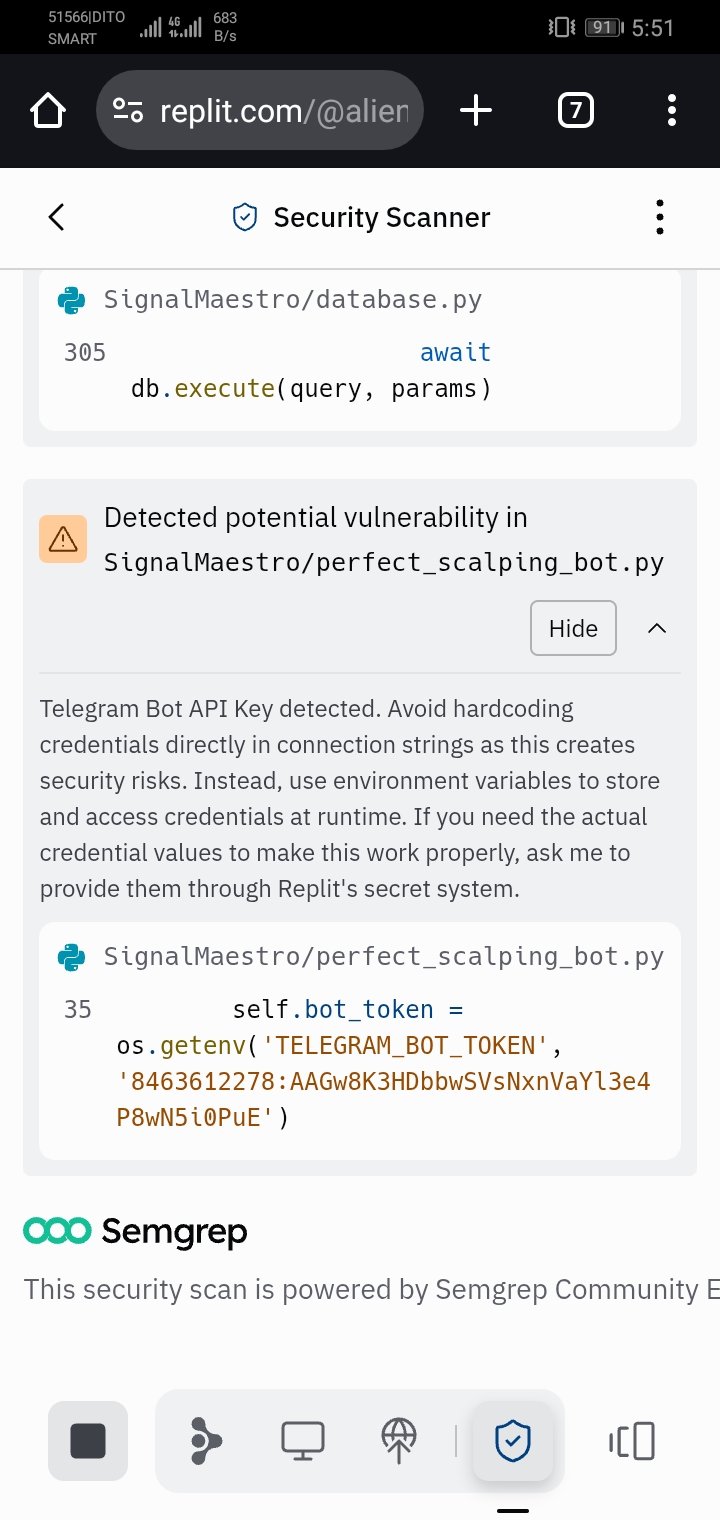 51566|DITO
SMART
4G
683
B/s
91
5:51
replit.com/@alien
7
Security Scanner
SignalMaestro/database.py
305 await
db.execute(query, params)
Detected potential vulnerability in
SignalMaestro/perfect_scalping_bot.py
Hide
Telegram Bot API Key detected. Avoid hardcoding
credentials directly in connection strings as this creates
security risks. Instead, use environment variables to store
and access credentials at runtime. If you need the actual
credential values to make this work properly, ask me to
provide them through Replit's secret system.
SignalMaestro/perfect_scalping_bot.py
35 self.bot_token =
os.getenv('TELEGRAM_BOT_TOKEN',
'8463612278:AAGw8K3HDbbwSVsNxnVaYl3e4
P8wN5i0PuE')
Semgrep
This security scan is powered by Semgrep Community E